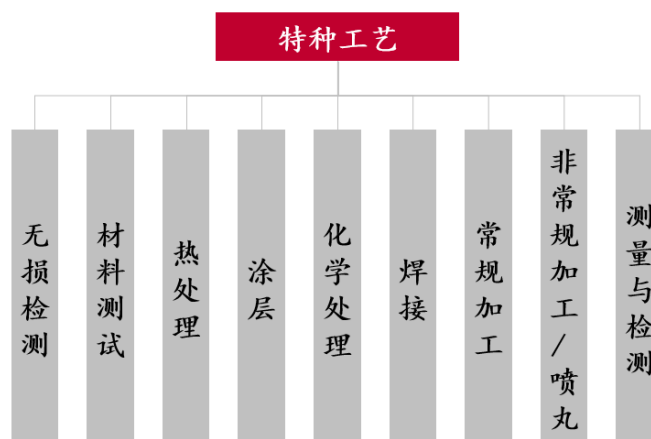 特种工艺
无损检测
材料测试
热处理
涂层
化学处理
焊接
常规加工
非常规加工/喷丸
测量与检测